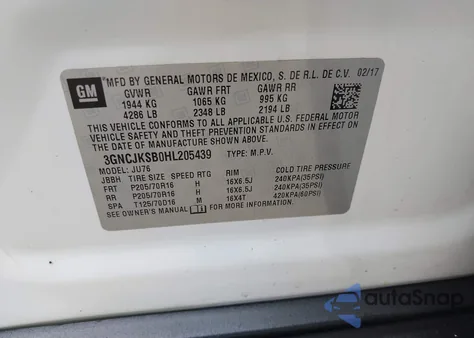 GM
MFD BY GENERAL MOTORS DE MEXICO, S. DE R.L. DE C.V. 02/17
GVWR GAWR FRT GAWR RR
1944 KG 1065 KG 995 KG
4286 LB 2348 LB 2194 LB
THIS VEHICLE CONFORMS TO ALL APPLICABLE U.S. FEDERAL MOTOR
VEHICLE SAFETY, BUMPER, AND THEFT PREVENTION STANDARDS IN EFFECT ON
THE DATE OF MANUFACTURE SHOWN ABOVE.
3GNCJKSB0HL205439 TYPE: M.P.V.
MODEL: JU76
JBBH TIRE SIZE SPEED RTG RIM COLD TIRE PRESSURE
FRT P205/70R16 H 16X6.5J 240KPA(35PSI)
RR P205/70R16 H 16X6.5J 240KPA(35PSI)
SPA T125/70D16 M 16X4T 420KPA(60PSI)
SEE OWNER'S MANUAL FOR ADDITIONAL INFORMATION.
autoSnap